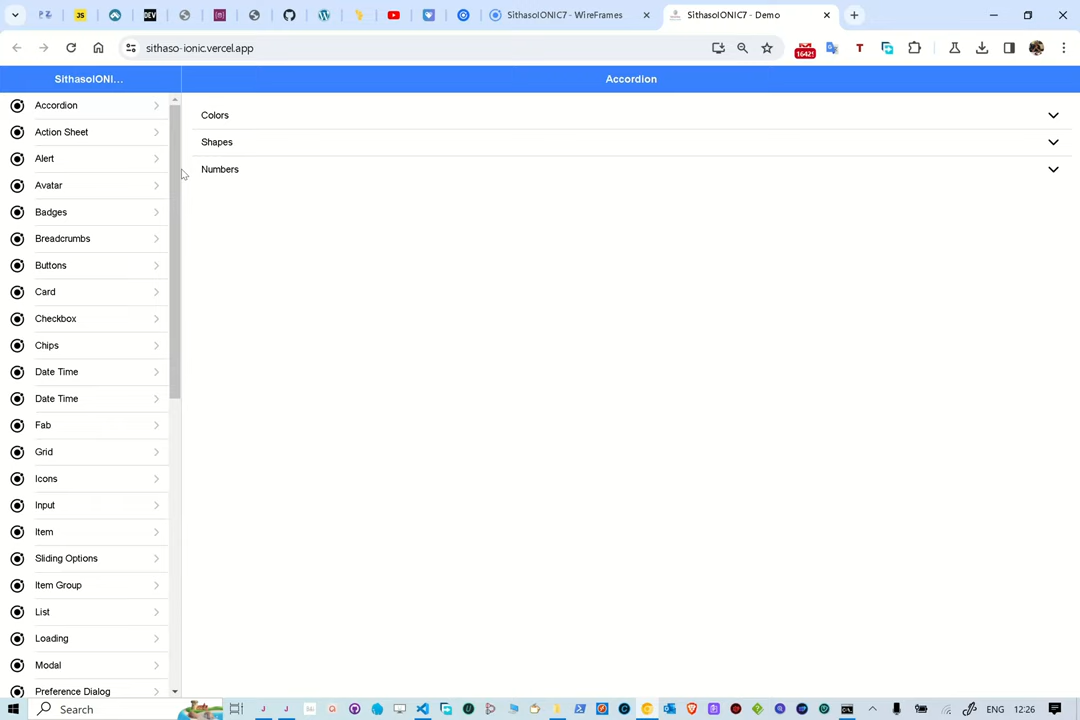 SithasoIONIC7 - WireFrames
SithasoIONIC7 - Demo
sithaso-ionic.vercel.app
SithasoIONI...
Accordion
Accordion
Action Sheet
Alert
Avatar
Badges
Breadcrumbs
Buttons
Card
Checkbox
Chips
Date Time
Date Time
Fab
Grid
Icons
Input
Item
Sliding Options
Item Group
List
Loading
Modal
Preference Dialog
Colors
Shapes
Numbers
Search
ENG
12:26